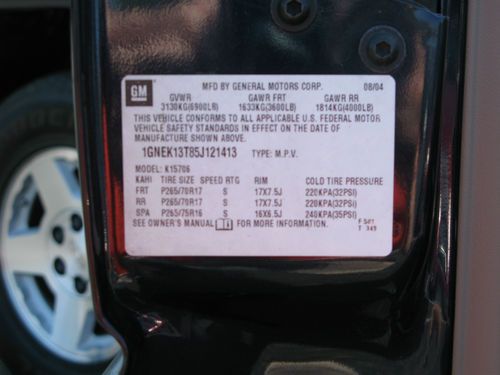 GM MFD BY GENERAL MOTORS CORP. 08/04
GVWR GAWR FRT GAWR RR
3130KG(6900LB) 1633KG(3600LB) 1814KG(4000LB)
THIS VEHICLE CONFORMS TO ALL APPLICABLE U.S. FEDERAL MOTOR
VEHICLE SAFETY STANDARDS IN EFFECT ON THE DATE OF
MANUFACTURE SHOWN ABOVE.
1GNEK13T85J121413 TYPE: M.P.V.
MODEL: K15706
KAHI TIRE SIZE SPEED RTG RIM COLD TIRE PRESSURE
FRT P265/70R17 S 17X7.5J 220KPA(32PSI)
RR P265/70R17 S 17X7.5J 220KPA(32PSI)
SPA P265/75R16 S 16X6.5J 240KPA(35PSI)
SEE OWNER'S MANUAL FOR MORE INFORMATION.